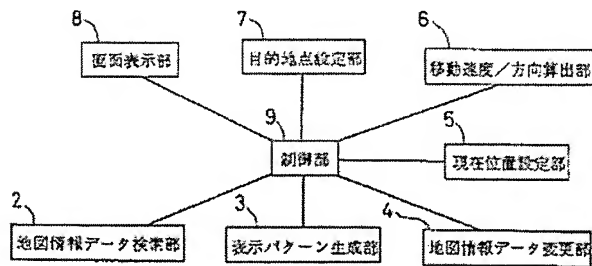 8
画面表示部
7
目的地点設定部
6
移動速度／方向算出部
9
制御部
5
現在位置設定部
2
地図情報データ検索部
3
表示パターン生成部
4
地図情報データ変更部